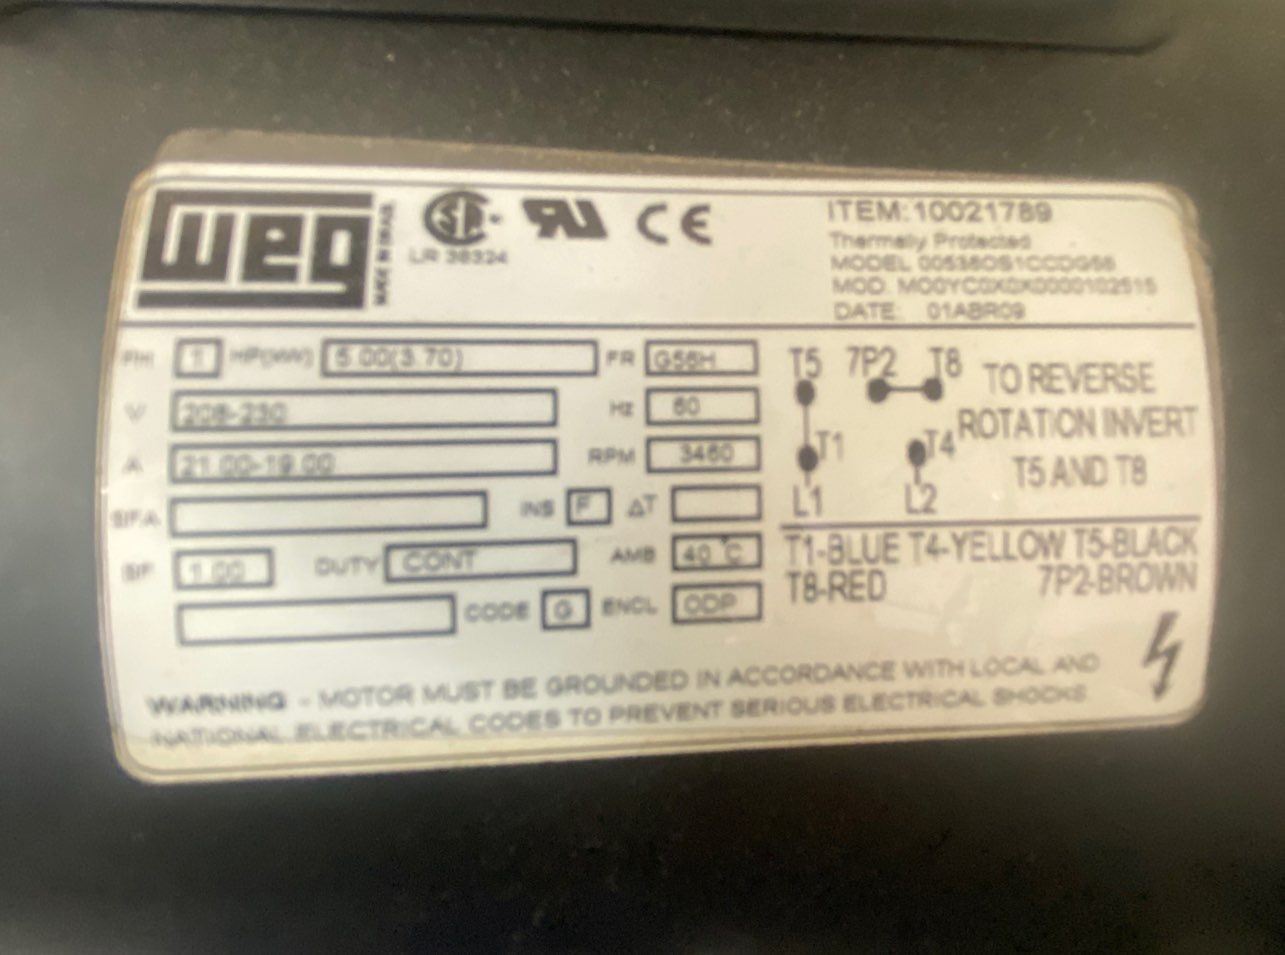 weg MADE IN BRAZIL
LR 38324
ITEM: 10021789
Thermally Protected
MODEL 00536OS1CCDG56
MOD. M00YC0X0X0000102515
DATE: 01ABR09
PH 1 HP(kW) 5.00(3.70) FR G56H
V 208-230 Hz 60
A 21.00-19.00 RPM 3460
SFA INS F ΔT
SF 1.00 DUTY CONT AMB 40°C
CODE G ENCL ODP
T5 7P2 T8
T1 T4
L1 L2
TO REVERSE
ROTATION INVERT
T5 AND T8
T1-BLUE T4-YELLOW T5-BLACK
T8-RED 7P2-BROWN
WARNING - MOTOR MUST BE GROUNDED IN ACCORDANCE WITH LOCAL AND
NATIONAL ELECTRICAL CODES TO PREVENT SERIOUS ELECTRICAL SHOCKS